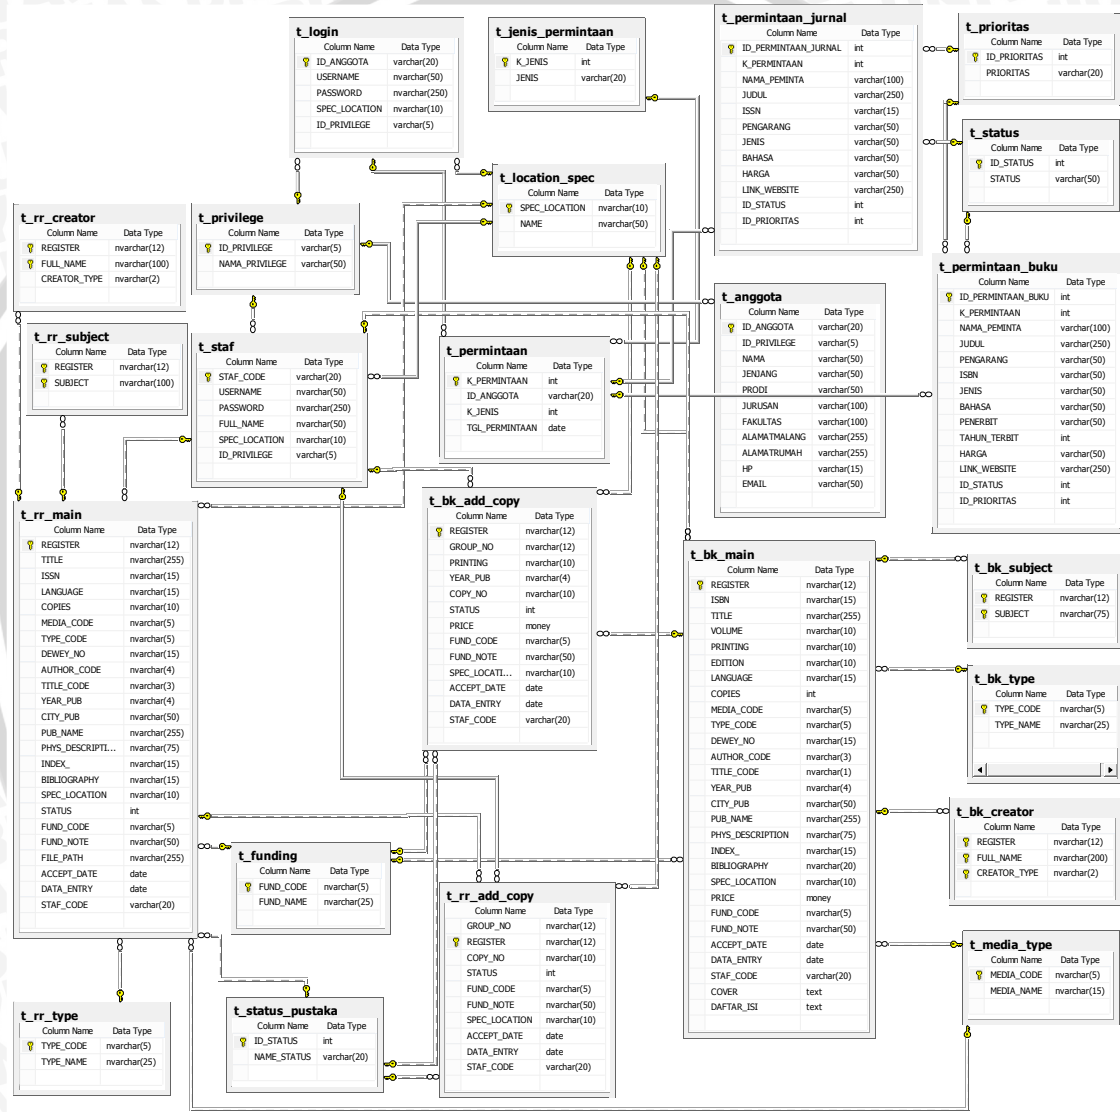 t_login
Column Name Data Type
ID_ANGGOTA varchar(20)
USERNAME nvarchar(50)
PASSWORD nvarchar(250)
SPEC_LOCATION nvarchar(10)
ID_PRIVILEGE varchar(5)
t_jenis_permintaan
Column Name Data Type
K_JENIS int
JENIS varchar(20)
t_permintaan_jurnal
Column Name Data Type
ID_PERMINTAAN_JURNAL int
K_PERMINTAAN int
NAMA_PEMINTA varchar(100)
JUDUL varchar(250)
ISSN varchar(15)
PENGARANG varchar(50)
JENIS varchar(50)
BAHASA varchar(50)
HARGA varchar(50)
LINK_WEBSITE varchar(250)
ID_STATUS int
ID_PRIORITAS int
t_prioritas
Column Name Data Type
ID_PRIORITAS int
PRIORITAS varchar(20)
t_status
Column Name Data Type
ID_STATUS int
STATUS varchar(50)
t_location_spec
Column Name Data Type
SPEC_LOCATION nvarchar(10)
NAME nvarchar(50)
t_rr_creator
Column Name Data Type
REGISTER nvarchar(12)
FULL_NAME nvarchar(100)
CREATOR_TYPE nvarchar(2)
t_privilege
Column Name Data Type
ID_PRIVILEGE varchar(5)
NAMA_PRIVILEGE varchar(50)
t_permintaan_buku
Column Name Data Type
ID_PERMINTAAN_BUKU int
K_PERMINTAAN int
NAMA_PEMINTA varchar(100)
JUDUL varchar(250)
PENGARANG varchar(50)
ISBN varchar(50)
JENIS varchar(50)
BAHASA varchar(50)
PENERBIT varchar(50)
TAHUN_TERBIT int
HARGA varchar(50)
LINK_WEBSITE varchar(250)
ID_STATUS int
ID_PRIORITAS int
t_anggota
Column Name Data Type
ID_ANGGOTA varchar(20)
ID_PRIVILEGE varchar(5)
NAMA varchar(50)
JENJANG varchar(50)
PRODI varchar(50)
JURUSAN varchar(100)
FAKULTAS varchar(100)
ALAMATMALANG varchar(255)
ALAMATRUMAH varchar(255)
HP varchar(15)
EMAIL varchar(50)
t_rr_subject
Column Name Data Type
REGISTER nvarchar(12)
SUBJECT nvarchar(100)
t_staf
Column Name Data Type
STAF_CODE varchar(20)
USERNAME nvarchar(50)
PASSWORD nvarchar(250)
FULL_NAME nvarchar(50)
SPEC_LOCATION nvarchar(10)
ID_PRIVILEGE varchar(5)
t_permintaan
Column Name Data Type
K_PERMINTAAN int
ID_ANGGOTA varchar(20)
K_JENIS int
TGL_PERMINTAAN date
t_rr_main
Column Name Data Type
REGISTER nvarchar(12)
TITLE nvarchar(255)
ISSN nvarchar(15)
LANGUAGE nvarchar(15)
COPIES nvarchar(10)
MEDIA_CODE nvarchar(5)
TYPE_CODE nvarchar(5)
DEWEY_NO nvarchar(15)
AUTHOR_CODE nvarchar(4)
TITLE_CODE nvarchar(3)
YEAR_PUB nvarchar(4)
CITY_PUB nvarchar(50)
PUB_NAME nvarchar(255)
PHYS_DESCRIPTI... nvarchar(75)
INDEX_ nvarchar(15)
BIBLIOGRAPHY nvarchar(15)
SPEC_LOCATION nvarchar(10)
STATUS int
FUND_CODE nvarchar(5)
FUND_NOTE nvarchar(50)
FILE_PATH nvarchar(255)
ACCEPT_DATE date
DATA_ENTRY date
STAF_CODE varchar(20)
t_bk_add_copy
Column Name Data Type
REGISTER nvarchar(12)
GROUP_NO nvarchar(12)
PRINTING nvarchar(10)
YEAR_PUB nvarchar(4)
COPY_NO nvarchar(10)
STATUS int
PRICE money
FUND_CODE nvarchar(5)
FUND_NOTE nvarchar(50)
SPEC_LOCATI... nvarchar(10)
ACCEPT_DATE date
DATA_ENTRY date
STAF_CODE varchar(20)
t_bk_main
Column Name Data Type
REGISTER nvarchar(12)
ISBN nvarchar(15)
TITLE nvarchar(255)
VOLUME nvarchar(10)
PRINTING nvarchar(10)
EDITION nvarchar(10)
LANGUAGE nvarchar(15)
COPIES int
MEDIA_CODE nvarchar(5)
TYPE_CODE nvarchar(5)
DEWEY_NO nvarchar(15)
AUTHOR_CODE nvarchar(3)
TITLE_CODE nvarchar(1)
YEAR_PUB nvarchar(4)
CITY_PUB nvarchar(50)
PUB_NAME nvarchar(255)
PHYS_DESCRIPTION nvarchar(75)
INDEX_ nvarchar(15)
BIBLIOGRAPHY nvarchar(20)
SPEC_LOCATION nvarchar(10)
PRICE money
FUND_CODE nvarchar(5)
FUND_NOTE nvarchar(50)
ACCEPT_DATE date
DATA_ENTRY date
STAF_CODE varchar(20)
COVER text
DAFTAR_ISI text
t_bk_subject
Column Name Data Type
REGISTER nvarchar(12)
SUBJECT nvarchar(75)
t_bk_type
Column Name Data Type
TYPE_CODE nvarchar(5)
TYPE_NAME nvarchar(25)
t_bk_creator
Column Name Data Type
REGISTER nvarchar(12)
FULL_NAME nvarchar(200)
CREATOR_TYPE nvarchar(2)
t_funding
Column Name Data Type
FUND_CODE nvarchar(5)
FUND_NAME nvarchar(25)
t_rr_add_copy
Column Name Data Type
GROUP_NO nvarchar(12)
REGISTER nvarchar(12)
COPY_NO nvarchar(10)
STATUS int
FUND_CODE nvarchar(5)
FUND_NOTE nvarchar(50)
SPEC_LOCATION nvarchar(10)
ACCEPT_DATE date
DATA_ENTRY date
STAF_CODE varchar(20)
t_media_type
Column Name Data Type
MEDIA_CODE nvarchar(5)
MEDIA_NAME nvarchar(15)
t_rr_type
Column Name Data Type
TYPE_CODE nvarchar(5)
TYPE_NAME nvarchar(25)
t_status_pustaka
Column Name Data Type
ID_STATUS int
NAME_STATUS varchar(20)